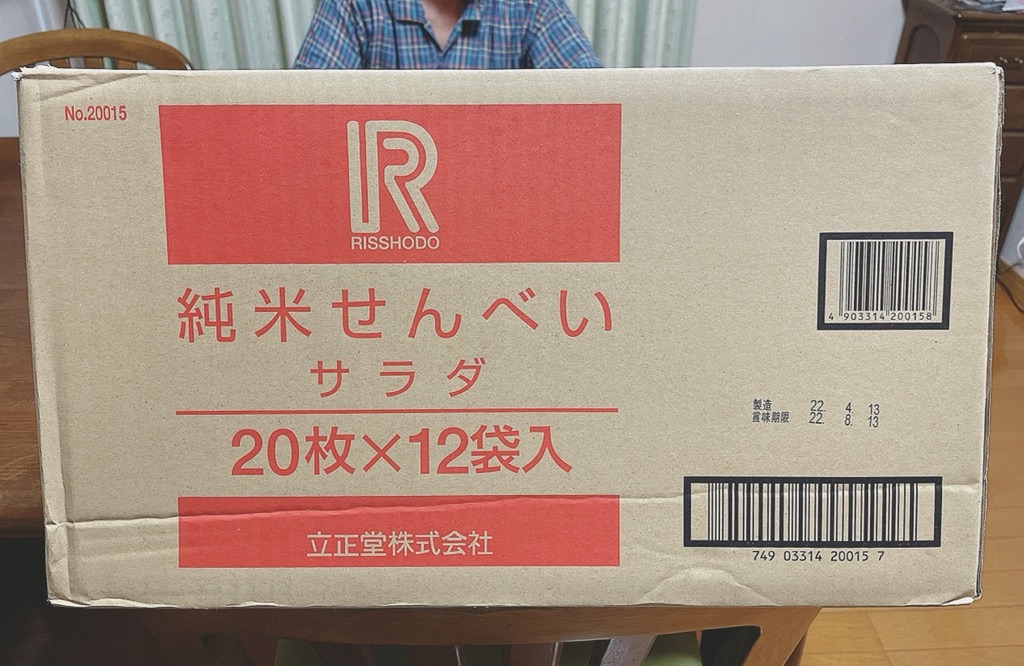 No.20015
R
RISSHODO
純米せんべい
サラダ
20枚×12袋入
立正堂株式会社
4 903314 200158
製造 22. 4. 13
賞味期限 22. 8. 13
749 03314 20015 7